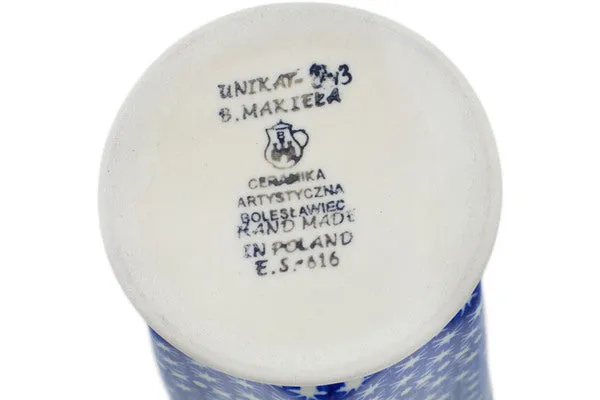 UNIKAT-
B. MAKIEŁA
B
CERAMIKA
ARTYSTYCZNA
BOLESŁAWIEC
HAND MADE
IN POLAND
E.S.-616